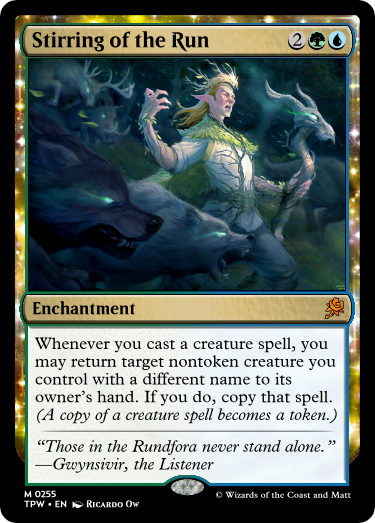 Stirring of the Run 2
Enchantment
Whenever you cast a creature spell, you
may return target nontoken creature you
control with a different name to its
owner's hand. If you do, copy that spell.
(A copy of a creature spell becomes a token.)
“Those in the Rundfora never stand alone.”
—Gwynsivir, the Listener
M 0255
TPW • EN Ricardo Ow
© Wizards of the Coast and Matt